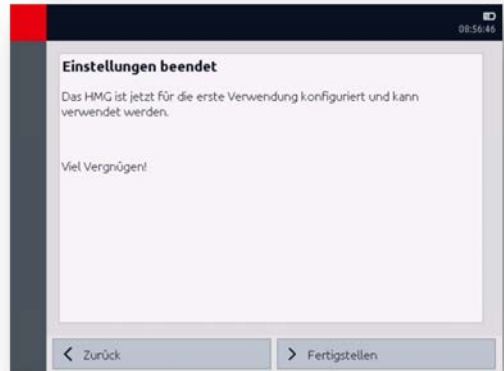 08:56:46
Einstellungen beendet
Das HMG ist jetzt für die erste Verwendung konfiguriert und kann
verwendet werden.
Viel Vergnügen!
Zurück
Fertigstellen